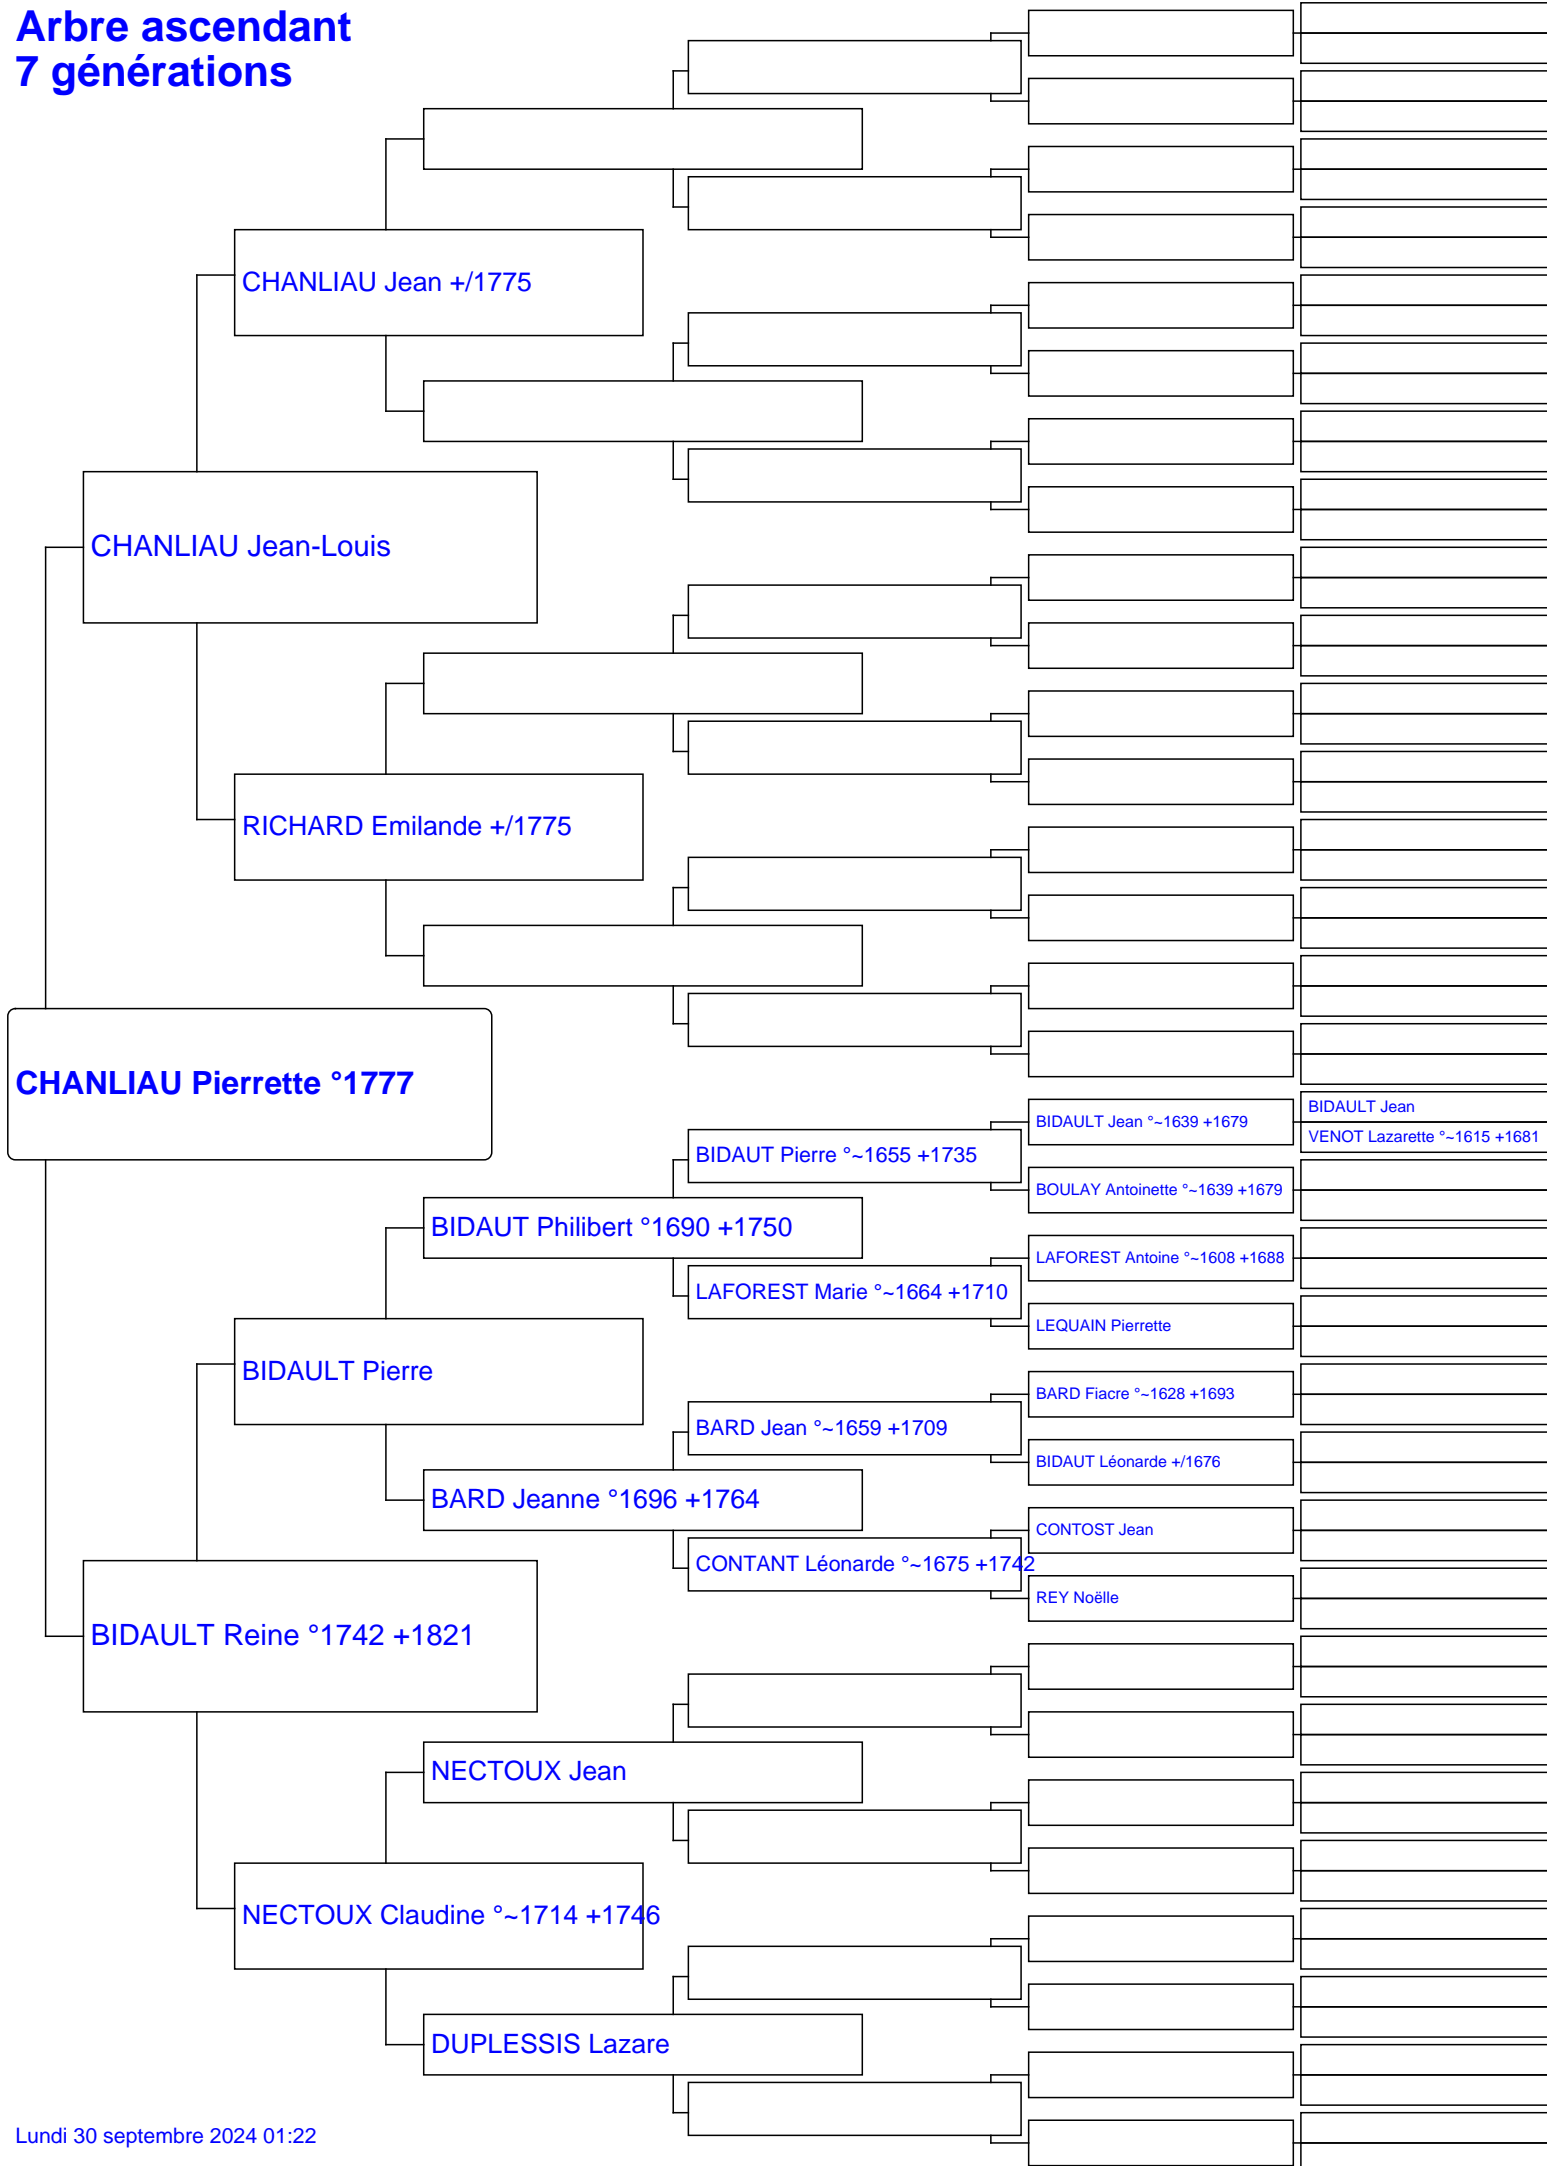 Arbre ascendant
7 générations
CHANLIAU Jean +/1775
CHANLIAU Jean-Louis
RICHARD Emilande +/1775
CHANLIAU Pierrette °1777
BIDAULT Jean
BIDAULT Jean °~1639 +1679
VENOT Lazarette °~1615 +1681
BIDAUT Pierre °~1655 +1735
BOULAY Antoinette °~1639 +1679
BIDAUT Philibert °1690 +1750
LAFOREST Antoine °~1608 +1688
LAFOREST Marie °~1664 +1710
LEQUAIN Pierrette
BIDAULT Pierre
BARD Fiacre °~1628 +1693
BARD Jean °~1659 +1709
BIDAUT Léonarde +/1676
BARD Jeanne °1696 +1764
CONTOST Jean
CONTANT Léonarde °~1675 +1742
REY Noëlle
BIDAULT Reine °1742 +1821
NECTOUX Jean
NECTOUX Claudine °~1714 +1746
DUPLESSIS Lazare
Lundi 30 septembre 2024 01:22